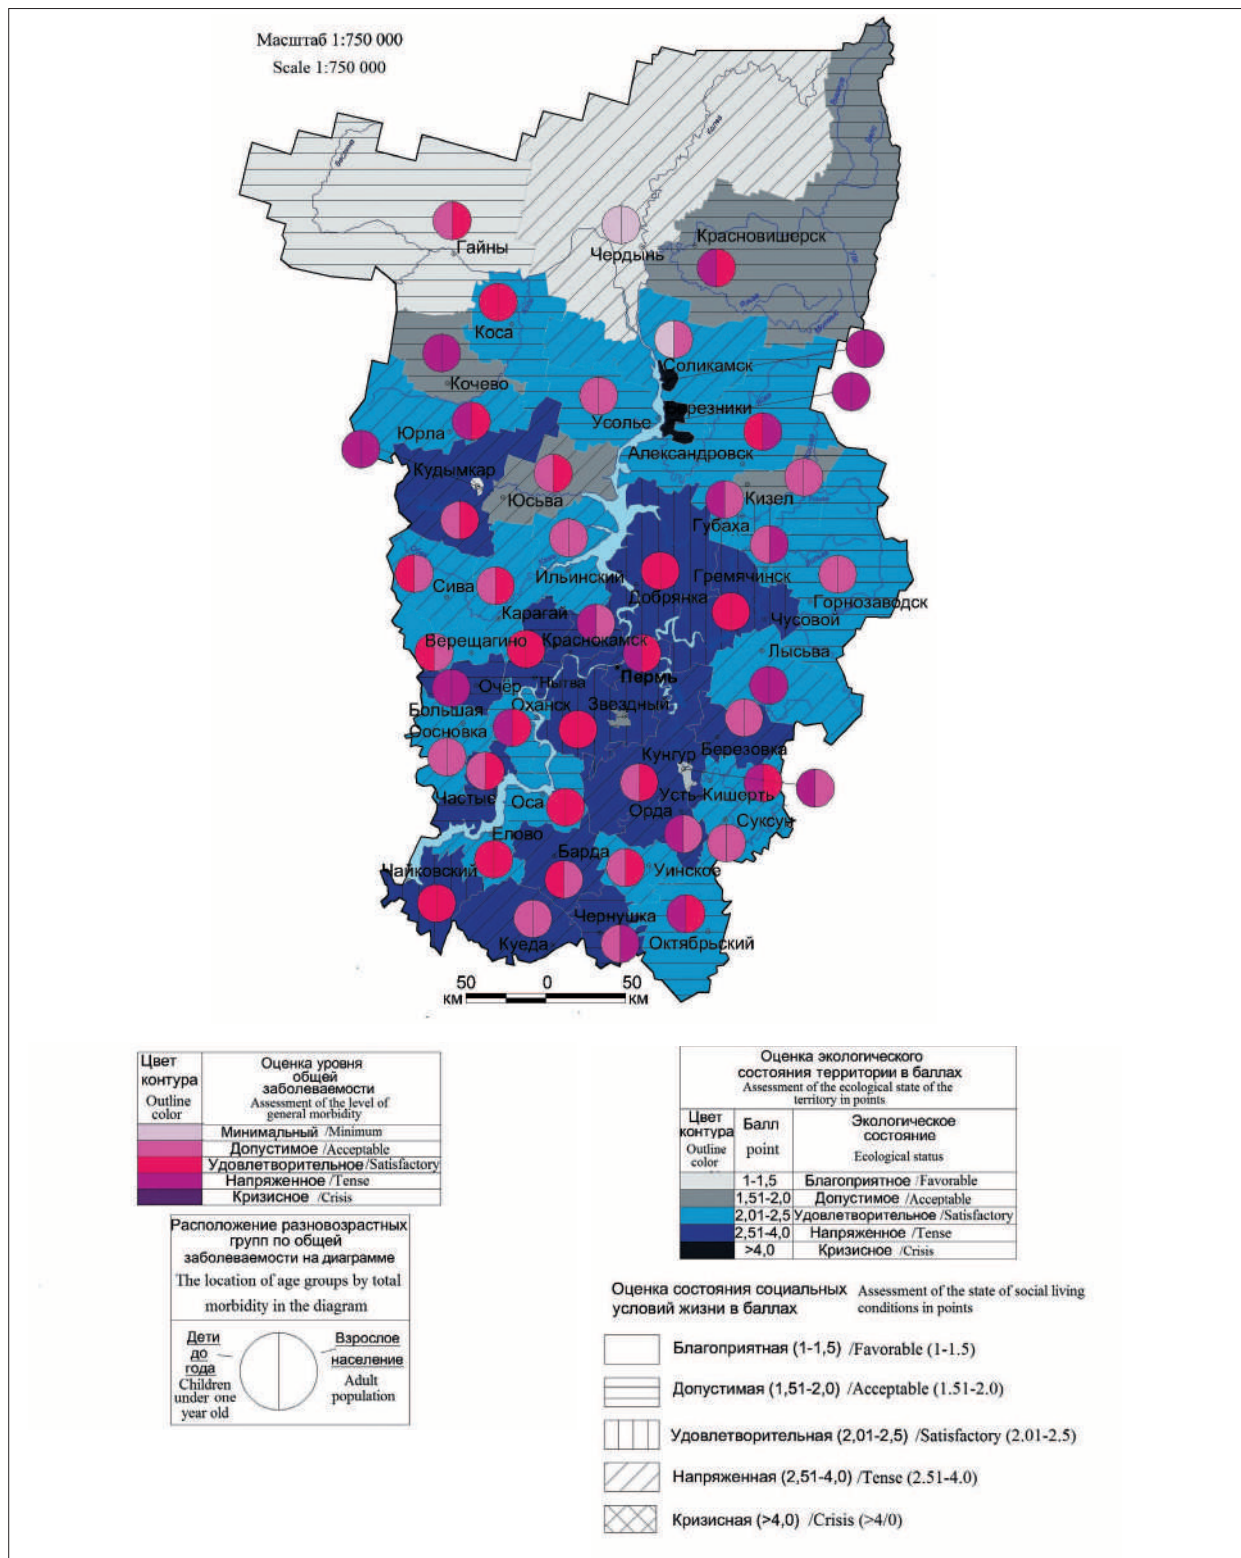 Масштаб 1:750 000
Scale 1:750 000
Весляна
Колва
Гайны
Чердынь
Красновишерск
Коса
Соликамск
Кочево
Усолье
Березники
Юрла
Александровск
Кудымкар
Юсьва
Кизел
Губаха
Ильинский
Гремячинск
Сива
Добрянка
Горнозаводск
Карагай
Чусовой
Верещагино
Краснокамск
Лысьва
Очёр
Нытва
Пермь
Большая
Сосновка
Оханск
Звездный
Кунгур
Березовка
Частые
Оса
Усть-Кишерть
Орда
Суксун
Елово
Барда
Уинское
Чайковский
Чернушка
Куеда
Октябрьский
50 0 50
км км
Цвет
контура
Outline
color
Оценка уровня
общей
заболеваемости
Assessment of the level of
general morbidity
Минимальный /Minimum
Допустимое /Acceptable
Удовлетворительное /Satisfactory
Напряженное /Tense
Кризисное /Crisis
Расположение разновозрастных
групп по общей
заболеваемости на диаграмме
The location of age groups by total
morbidity in the diagram
Дети
до
года
Children
under one
year old
Взрослое
население
Adult
population
Оценка экологического
состояния территории в баллах
Assessment of the ecological state of the
territory in points
Цвет
контура
Outline
color
Балл
point
Экологическое
состояние
Ecological status
1-1,5 Благоприятное /Favorable
1,51-2,0 Допустимое /Acceptable
2,01-2,5 Удовлетворительное /Satisfactory
2,51-4,0 Напряженное /Tense
>4,0 Кризисное /Crisis
Оценка состояния социальных
условий жизни в баллах
Assessment of the state of social living
conditions in points
Благоприятная (1-1,5) /Favorable (1-1.5)
Допустимая (1,51-2,0) /Acceptable (1.51-2.0)
Удовлетворительная (2,01-2,5) /Satisfactory (2.01-2.5)
Напряженная (2,51-4,0) /Tense (2.51-4.0)
Кризисная (>4,0) /Crisis (>4/0)